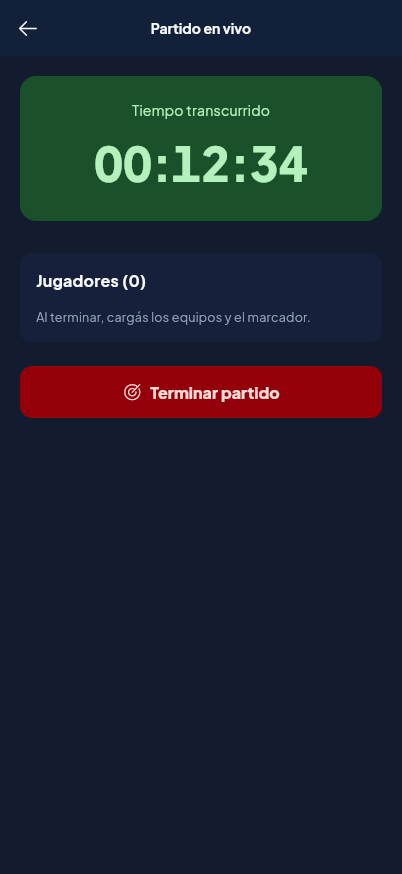 Partido en vivo
Tiempo transcurrido
00:12:34
Jugadores (0)
Al terminar, cargás los equipos y el marcador.
Terminar partido